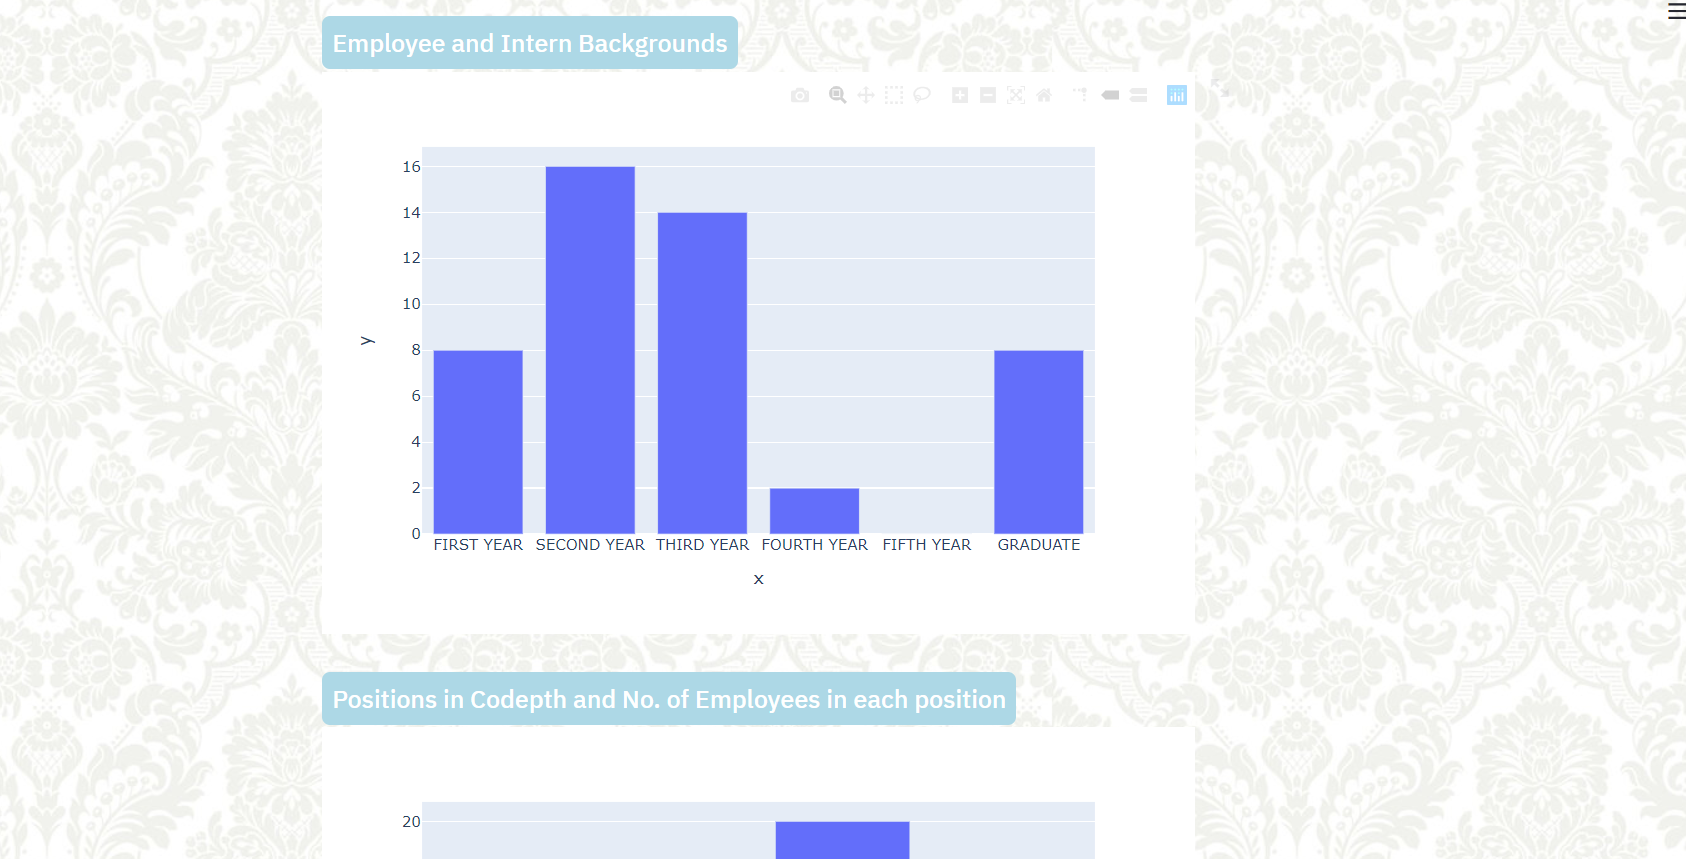 Employee and Intern Backgrounds
16
14
12
10
8
6
4
2
0
y
FIRST YEAR SECOND YEAR THIRD YEAR FOURTH YEAR FIFTH YEAR GRADUATE
x
Positions in Codepth and No. of Employees in each position
20